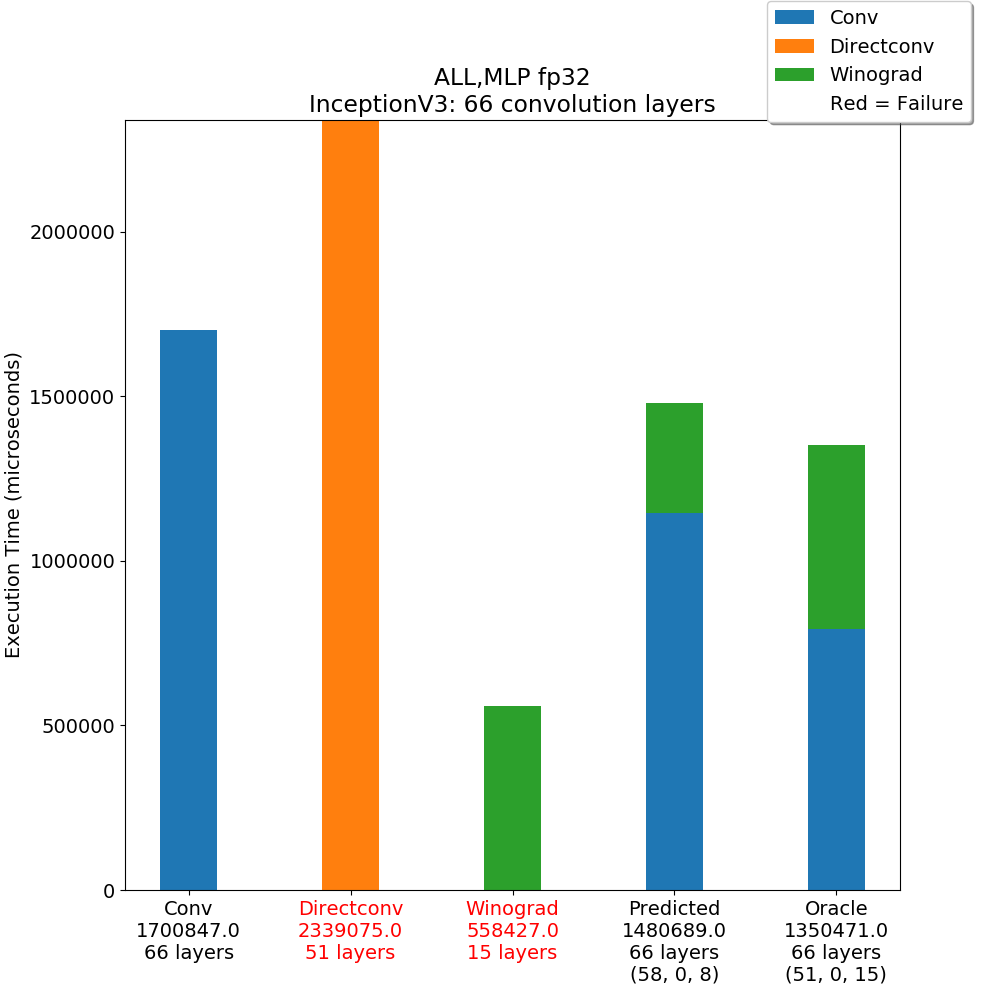 Conv
Directconv
Winograd
Red = Failure
ALL,MLP fp32
InceptionV3: 66 convolution layers
Execution Time (microseconds)
2000000
1500000
1000000
500000
0
Conv
1700847.0
66 layers
Directconv
2339075.0
51 layers
Winograd
558427.0
15 layers
Predicted
1480689.0
66 layers
(58, 0, 8)
Oracle
1350471.0
66 layers
(51, 0, 15)